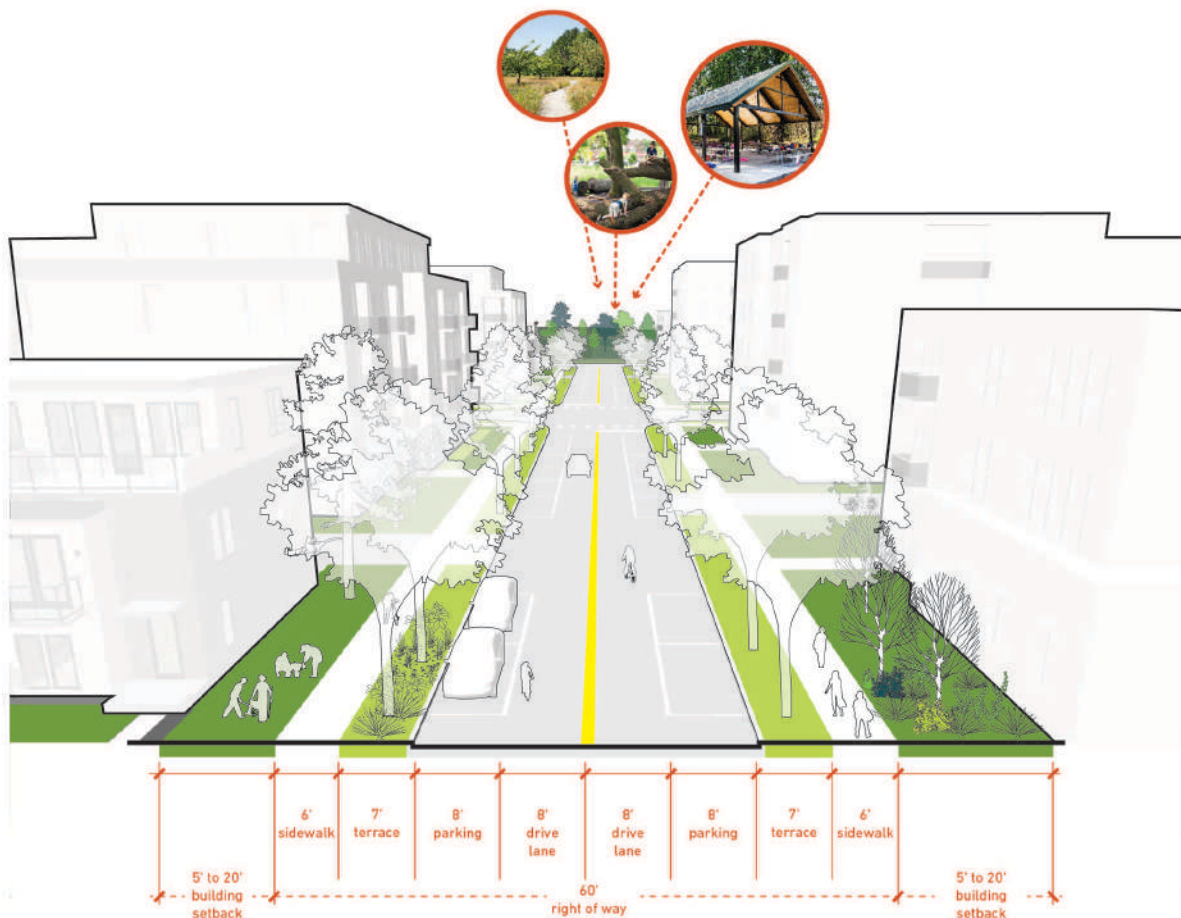 6'
sidewalk
7'
terrace
8'
parking
8'
drive
lane
8'
drive
lane
8'
parking
7'
terrace
6'
sidewalk
5' to 20'
building
setback
60'
right of way
5' to 20'
building
setback